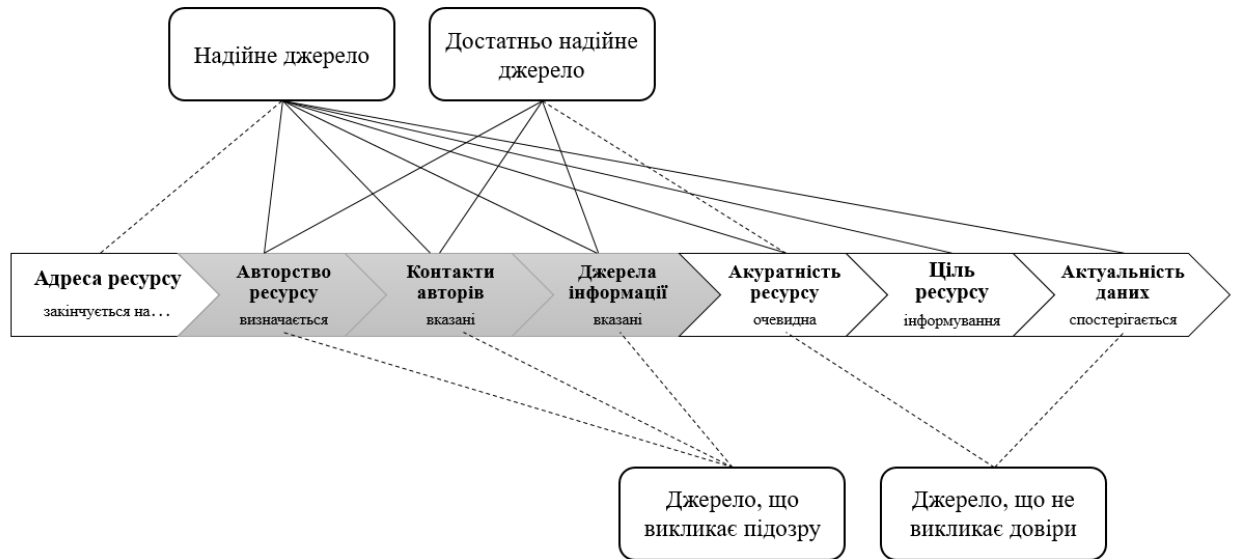 Надійне джерело
Достатньо надійне
джерело
Адреса ресурсу
закінчується на…
Авторство
ресурсу
визначається
Контакти
авторів
вказані
Джерела
інформації
вказані
Акуратність
ресурсу
очевидна
Ціль
ресурсу
інформування
Актуальність
даних
спостерігається
Джерело, що
викликає підозру
Джерело, що не
викликає довіри